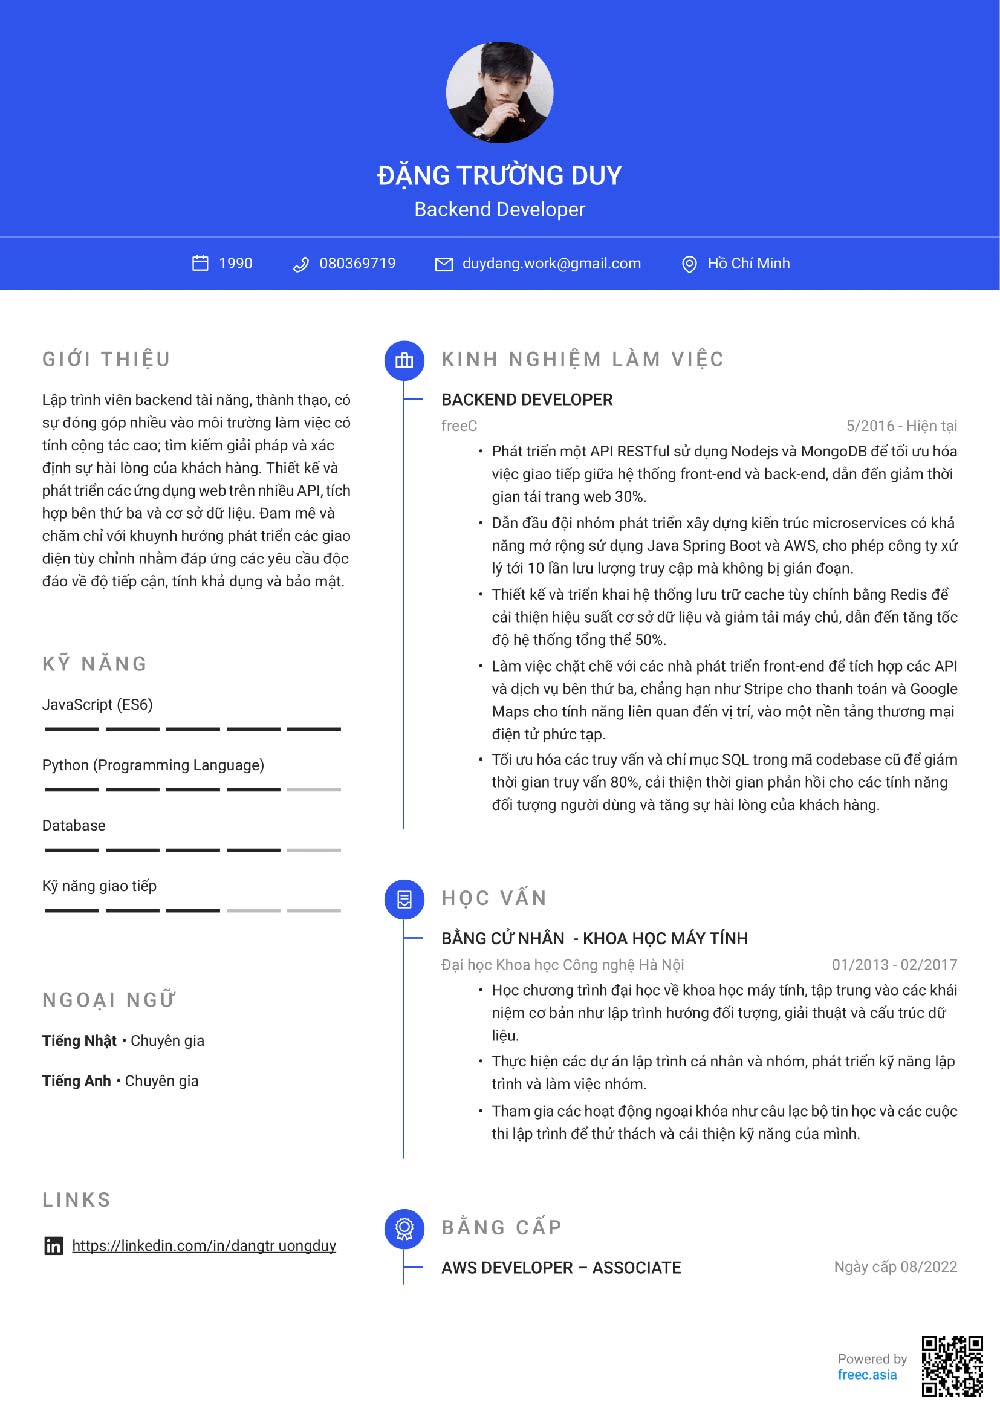 ĐẶNG TRƯỜNG DUY
Backend Developer
1990 080369719 duydang.work@gmail.com Hồ Chí Minh
GIỚI THIỆU
Lập trình viên backend tài năng, thành thạo, có
sự đóng góp nhiều vào môi trường làm việc có
tính cộng tác cao; tìm kiếm giải pháp và xác
định sự hài lòng của khách hàng. Thiết kế và
phát triển các ứng dụng web trên nhiều API, tích
hợp bên thứ ba và cơ sở dữ liệu. Đam mê và
chăm chỉ với khuynh hướng phát triển các giao
diện tùy chỉnh nhằm đáp ứng các yêu cầu độc
đáo về độ tiếp cận, tính khả dụng và bảo mật.
KỸ NĂNG
JavaScript (ES6)
Python (Programming Language)
Database
Kỹ năng giao tiếp
NGOẠI NGỮ
Tiếng Nhật • Chuyên gia
Tiếng Anh • Chuyên gia
LINKS
https://linkedin.com/in/dangtr uongduy
KINH NGHIỆM LÀM VIỆC
BACKEND DEVELOPER
freeC 5/2016 - Hiện tại
• Phát triển một API RESTful sử dụng Nodejs và MongoDB để tối ưu hóa
việc giao tiếp giữa hệ thống front-end và back-end, dẫn đến giảm thời
gian tải trang web 30%.
• Dẫn đầu đội nhóm phát triển xây dựng kiến trúc microservices có khả
năng mở rộng sử dụng Java Spring Boot và AWS, cho phép công ty xử
lý tới 10 lần lưu lượng truy cập mà không bị gián đoạn.
• Thiết kế và triển khai hệ thống lưu trữ cache tùy chỉnh bằng Redis để
cải thiện hiệu suất cơ sở dữ liệu và giảm tải máy chủ, dẫn đến tăng tốc
độ hệ thống tổng thể 50%.
• Làm việc chặt chẽ với các nhà phát triển front-end để tích hợp các API
và dịch vụ bên thứ ba, chẳng hạn như Stripe cho thanh toán và Google
Maps cho tính năng liên quan đến vị trí, vào một nền tảng thương mại
điện tử phức tạp.
• Tối ưu hóa các truy vấn và chỉ mục SQL trong mã codebase cũ để giảm
thời gian truy vấn 80%, cải thiện thời gian phản hồi cho các tính năng
đối tượng người dùng và tăng sự hài lòng của khách hàng.
HỌC VẤN
BẰNG CỬ NHÂN - KHOA HỌC MÁY TÍNH
Đại học Khoa học Công nghệ Hà Nội 01/2013 - 02/2017
• Học chương trình đại học về khoa học máy tính, tập trung vào các khái
niệm cơ bản như lập trình hướng đối tượng, giải thuật và cấu trúc dữ
liệu.
• Thực hiện các dự án lập trình cá nhân và nhóm, phát triển kỹ năng lập
trình và làm việc nhóm.
• Tham gia các hoạt động ngoại khóa như câu lạc bộ tin học và các cuộc
thi lập trình để thử thách và cải thiện kỹ năng của mình.
BẰNG CẤP
AWS DEVELOPER – ASSOCIATE Ngày cấp 08/2022
Powered by
freec.asia